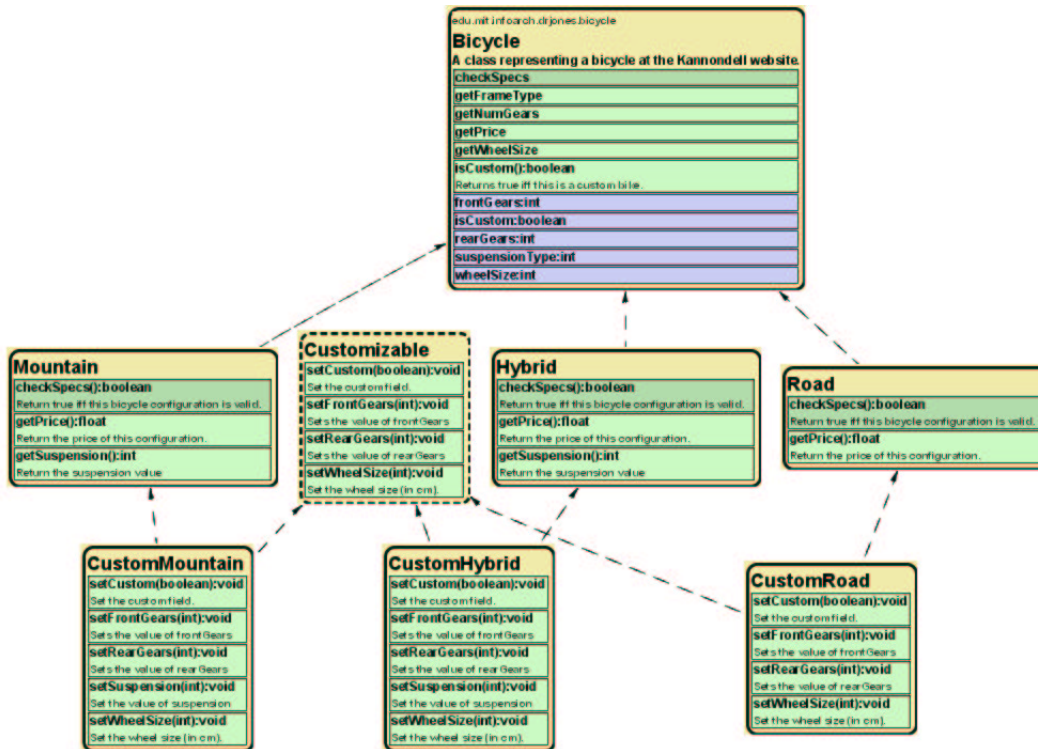 edu.mit.infoarch.drjones.bicycle
Bicycle
A class representing a bicycle at the Kannondell website.
checkSpecs
getFrameType
getNumGears
getPrice
getWheelSize
isCustom():boolean
Returns true iff this is a custom bike.
frontGears:int
isCustom:boolean
rearGears:int
suspensionType:int
wheelSize:int
Mountain
checkSpecs():boolean
Return true iff this bicycle configuration is valid.
getPrice():float
Return the price of this configuration.
getSuspension():int
Return the suspension value
Customizable
setCustom(boolean):void
Set the custom field.
setFrontGears(int):void
Sets the value of frontGears
setRearGears(int):void
Sets the value of rearGears
setWheelSize(int):void
Set the wheel size (in cm).
Hybrid
checkSpecs():boolean
Return true iff this bicycle configuration is valid.
getPrice():float
Return the price of this configuration.
getSuspension():int
Return the suspension value
Road
checkSpecs():boolean
Return true iff this bicycle configuration is valid.
getPrice():float
Return the price of this configuration.
CustomMountain
setCustom(boolean):void
Set the custom field.
setFrontGears(int):void
Sets the value of frontGears
setRearGears(int):void
Sets the value of rearGears
setSuspension(int):void
Set the value of suspension
setWheelSize(int):void
Set the wheel size (in cm).
CustomHybrid
setCustom(boolean):void
Set the custom field.
setFrontGears(int):void
Sets the value of frontGears
setRearGears(int):void
Sets the value of rearGears
setSuspension(int):void
Set the value of suspension
setWheelSize(int):void
Set the wheel size (in cm).
CustomRoad
setCustom(boolean):void
Set the custom field.
setFrontGears(int):void
Sets the value of frontGears
setRearGears(int):void
Sets the value of rearGears
setWheelSize(int):void
Set the wheel size (in cm).